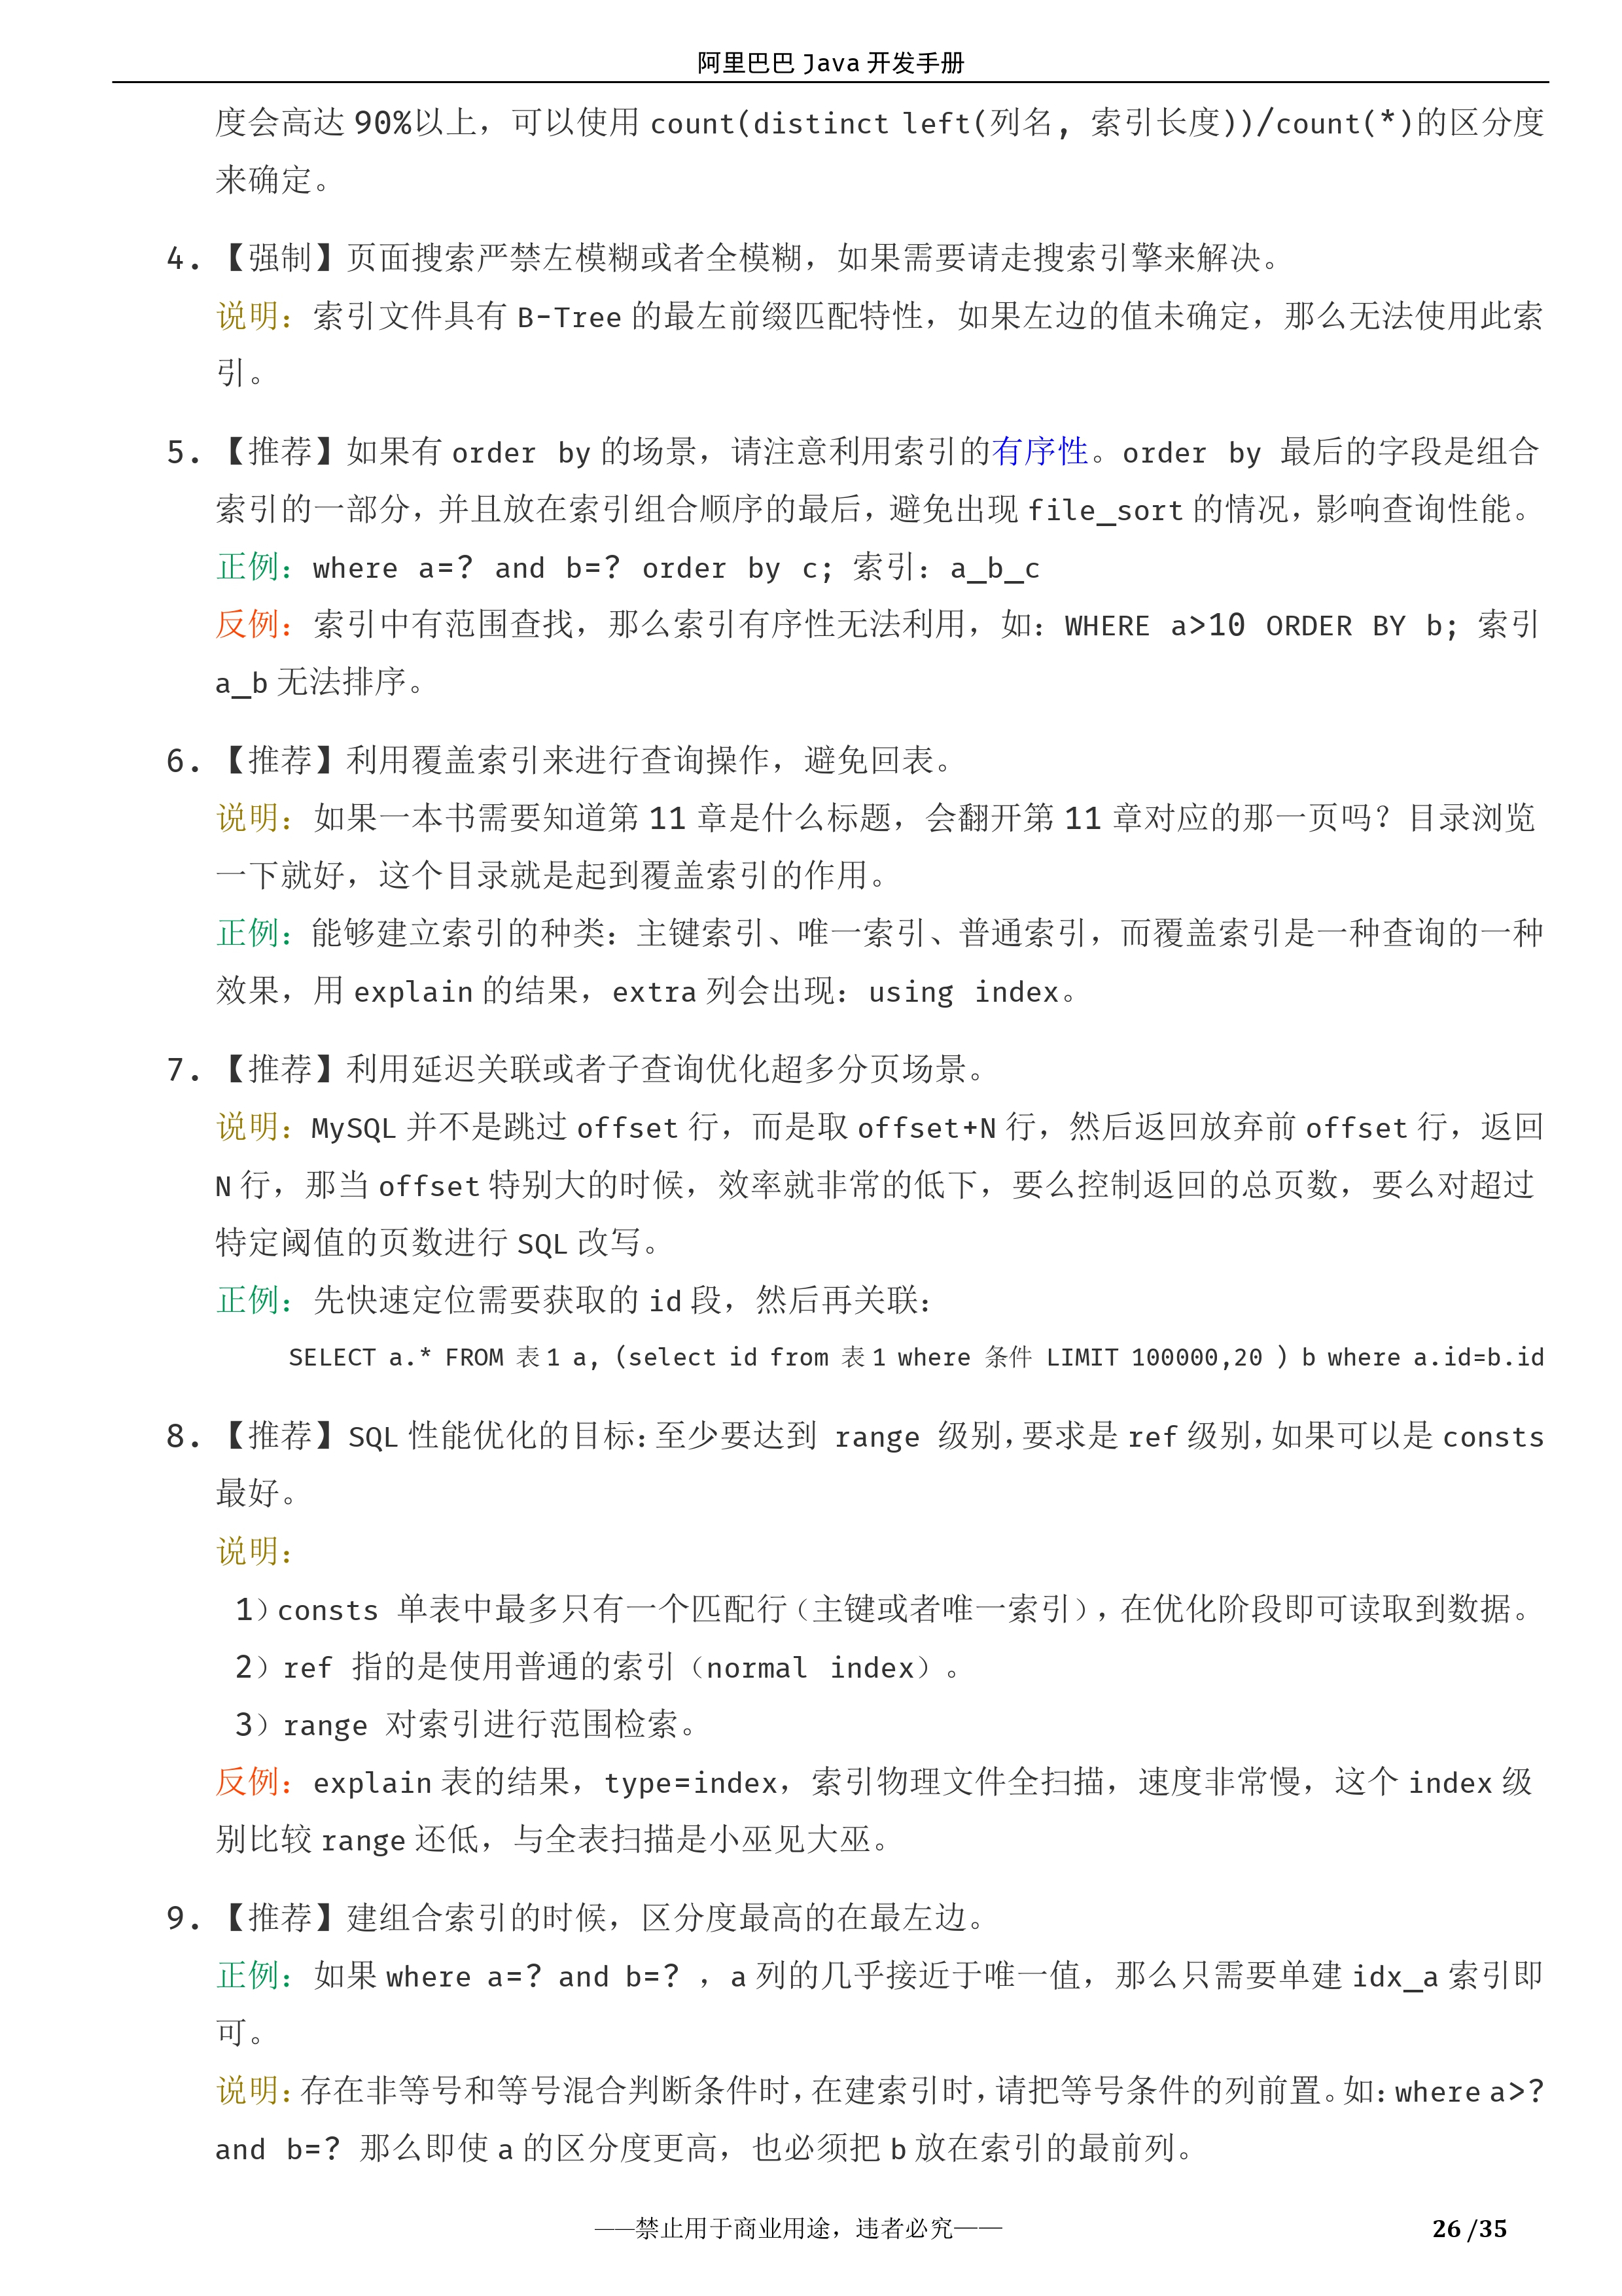 阿里巴巴 Java 开发手册
度会高达 90%以上，可以使用 count(distinct left(列名, 索引长度))/count(*)的区分度
来确定。
4. 【强制】页面搜索严禁左模糊或者全模糊，如果需要请走搜索引擎来解决。
说明：索引文件具有 B-Tree 的最左前缀匹配特性，如果左边的值未确定，那么无法使用此索
引。
5. 【推荐】如果有 order by 的场景，请注意利用索引的有序性。order by 最后的字段是组合
索引的一部分，并且放在索引组合顺序的最后，避免出现 file_sort 的情况，影响查询性能。
正例：where a=? and b=? order by c; 索引：a_b_c
反例：索引中有范围查找，那么索引有序性无法利用，如：WHERE a>10 ORDER BY b; 索引
a_b 无法排序。
6. 【推荐】利用覆盖索引来进行查询操作，避免回表。
说明：如果一本书需要知道第 11 章是什么标题，会翻开第 11 章对应的那一页吗？目录浏览
一下就好，这个目录就是起到覆盖索引的作用。
正例：能够建立索引的种类：主键索引、唯一索引、普通索引，而覆盖索引是一种查询的一种
效果，用 explain 的结果，extra 列会出现：using index。
7. 【推荐】利用延迟关联或者子查询优化超多分页场景。
说明：MySQL 并不是跳过 offset 行，而是取 offset+N 行，然后返回放弃前 offset 行，返回
N 行，那当 offset 特别大的时候，效率就非常的低下，要么控制返回的总页数，要么对超过
特定阈值的页数进行 SQL 改写。
正例：先快速定位需要获取的 id 段，然后再关联：
SELECT a.* FROM 表 1 a, (select id from 表 1 where 条件 LIMIT 100000,20 ) b where a.id=b.id
8. 【推荐】SQL 性能优化的目标：至少要达到 range 级别，要求是 ref 级别，如果可以是 consts
最好。
说明：
1）consts 单表中最多只有一个匹配行（主键或者唯一索引），在优化阶段即可读取到数据。
2）ref 指的是使用普通的索引（normal index）。
3）range 对索引进行范围检索。
反例：explain 表的结果，type=index，索引物理文件全扫描，速度非常慢，这个 index 级
别比较 range 还低，与全表扫描是小巫见大巫。
9. 【推荐】建组合索引的时候，区分度最高的在最左边。
正例：如果 where a=? and b=? ，a 列的几乎接近于唯一值，那么只需要单建 idx_a 索引即
可。
说明：存在非等号和等号混合判断条件时，在建索引时，请把等号条件的列前置。如：where a>?
and b=? 那么即使 a 的区分度更高，也必须把 b 放在索引的最前列。
——禁止用于商业用途，违者必究——
26 /35